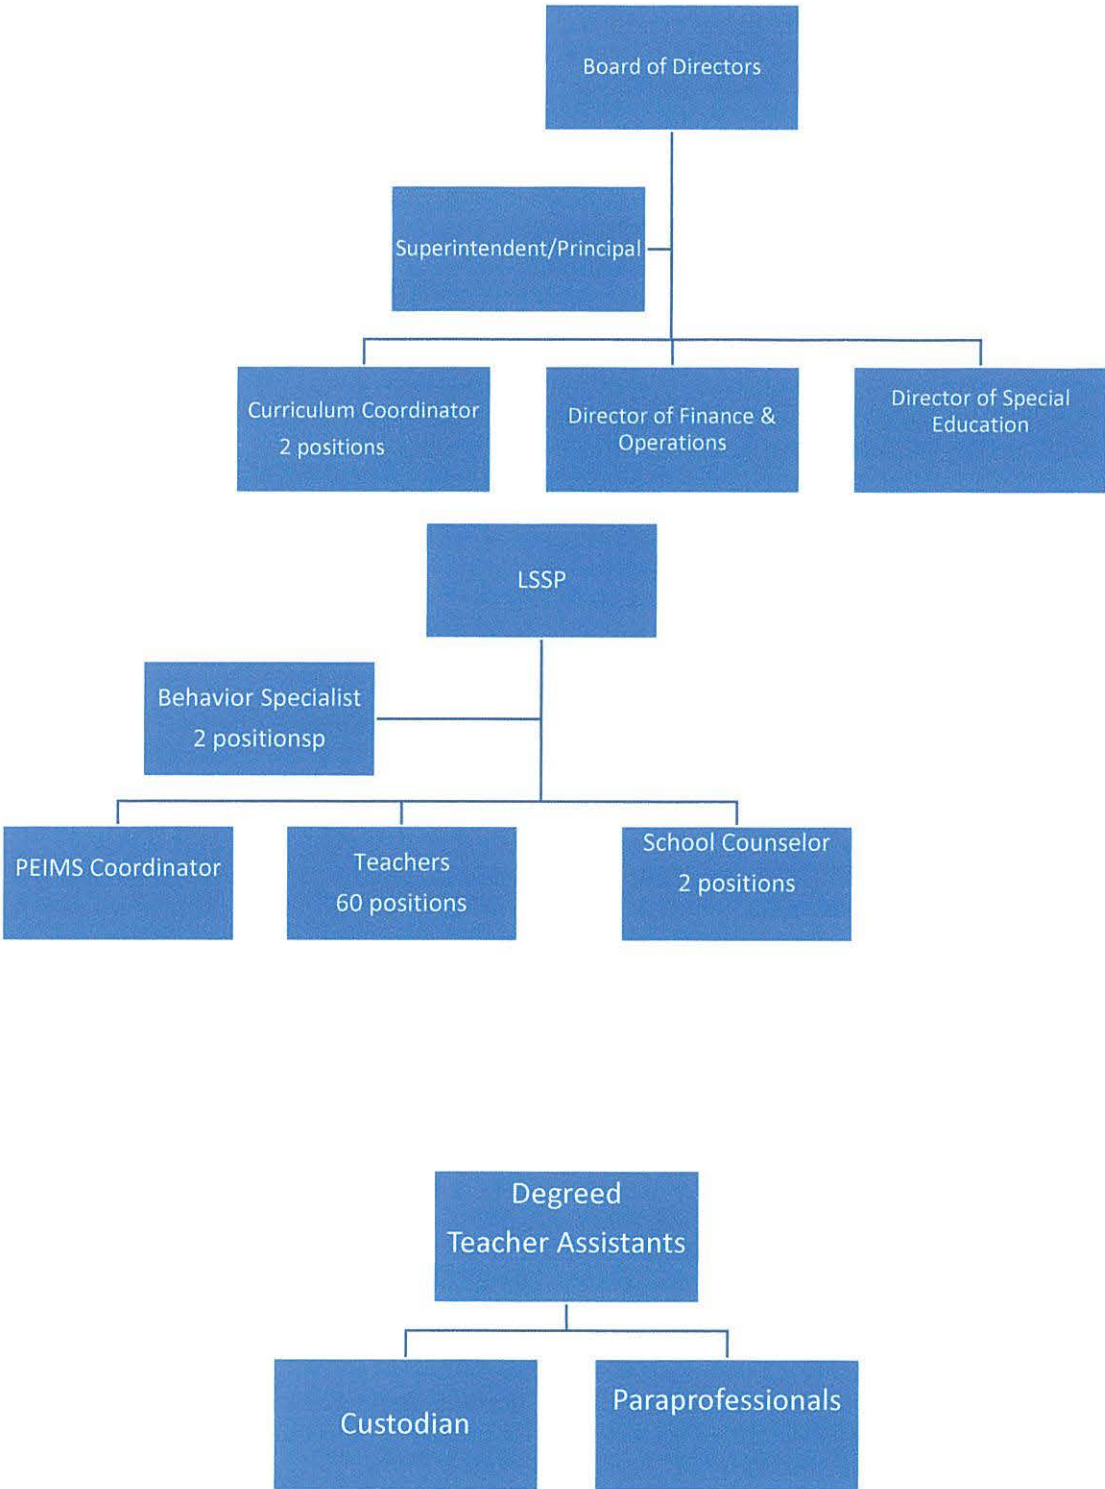 Board of Directors
Superintendent/Principal
Curriculum Coordinator
2 positions
Director of Finance &
Operations
Director of Special
Education
LSSP
Behavior Specialist
2 positionsp
PEIMS Coordinator
Teachers
60 positions
School Counselor
2 positions
Degreed
Teacher Assistants
Custodian
Paraprofessionals